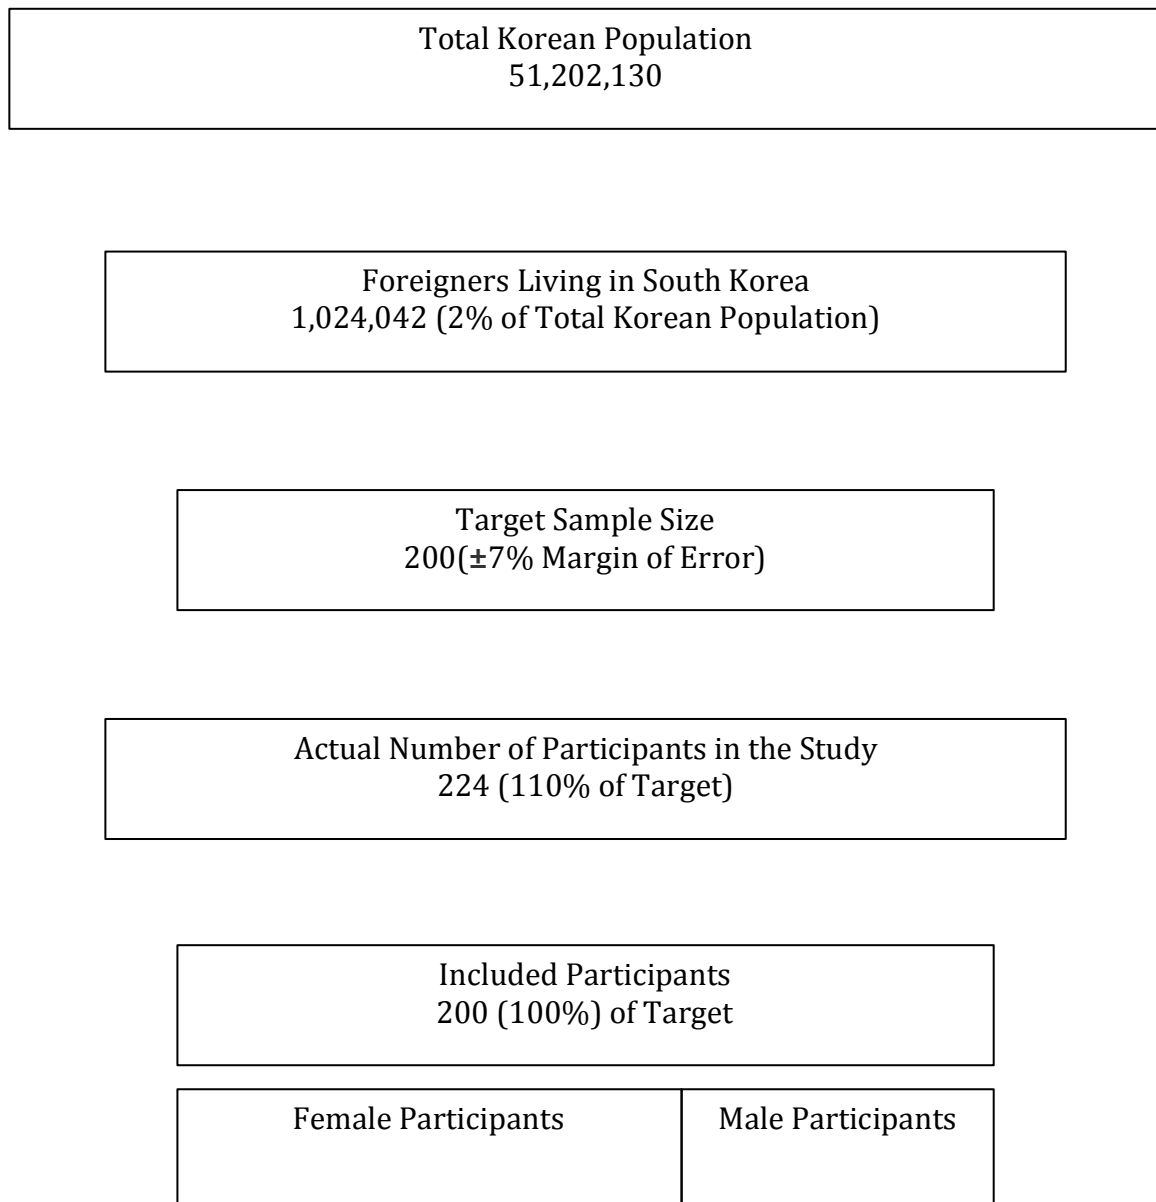 Total Korean Population
51,202,130
Foreigners Living in South Korea
1,024,042 (2% of Total Korean Population)
Target Sample Size
200(±7% Margin of Error)
Actual Number of Participants in the Study
224 (110% of Target)
Included Participants
200 (100%) of Target
Female Participants
Male Participants